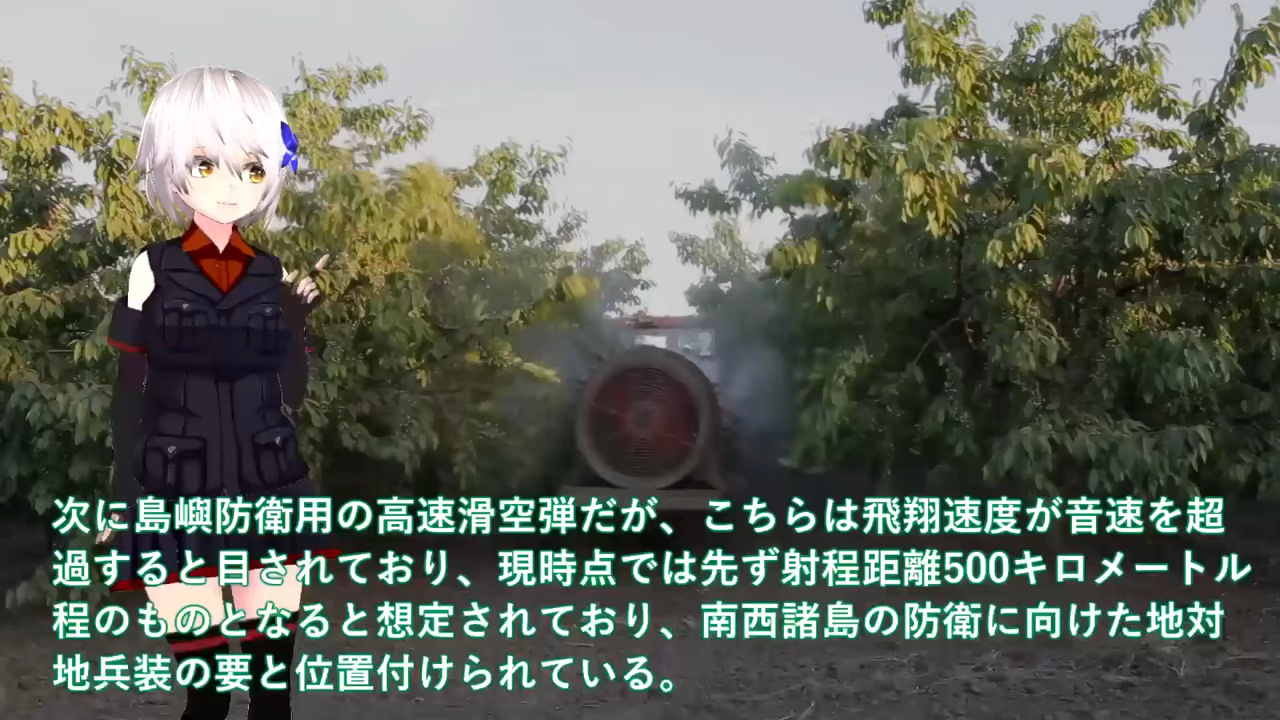 次に島嶼防衛用の高速滑空弾だが、こちらは飛翔速度が音速を超
過すると目されており、現時点では先ず射程距離500キロメートル
程のものとなると想定されており、南西諸島の防衛に向けた地対
地兵装の要と位置付けられている。